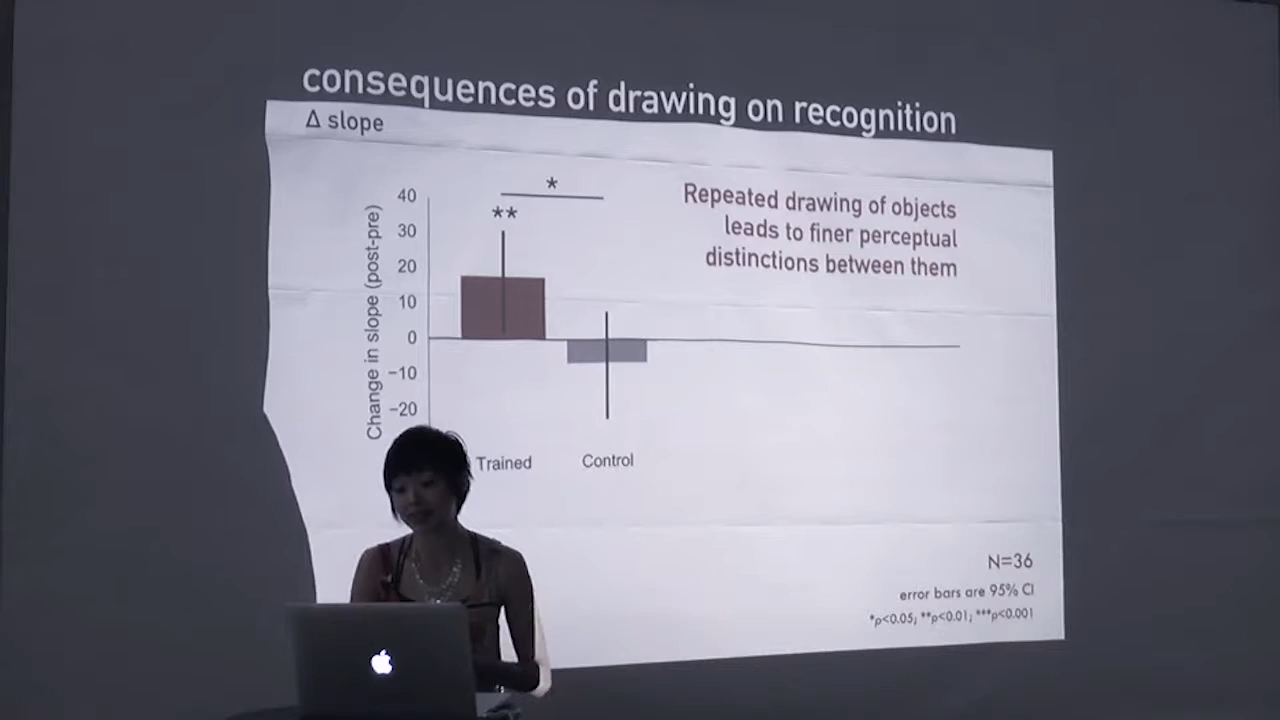 consequences of drawing on recognition
Δ slope
Change in slope (post-pre)
40
30
20
10
0
−10
−20
*
**
Trained
Control
Repeated drawing of objects
leads to finer perceptual
distinctions between them
N=36
error bars are 95% CI
*p<0.05; **p<0.01; ***p<0.001